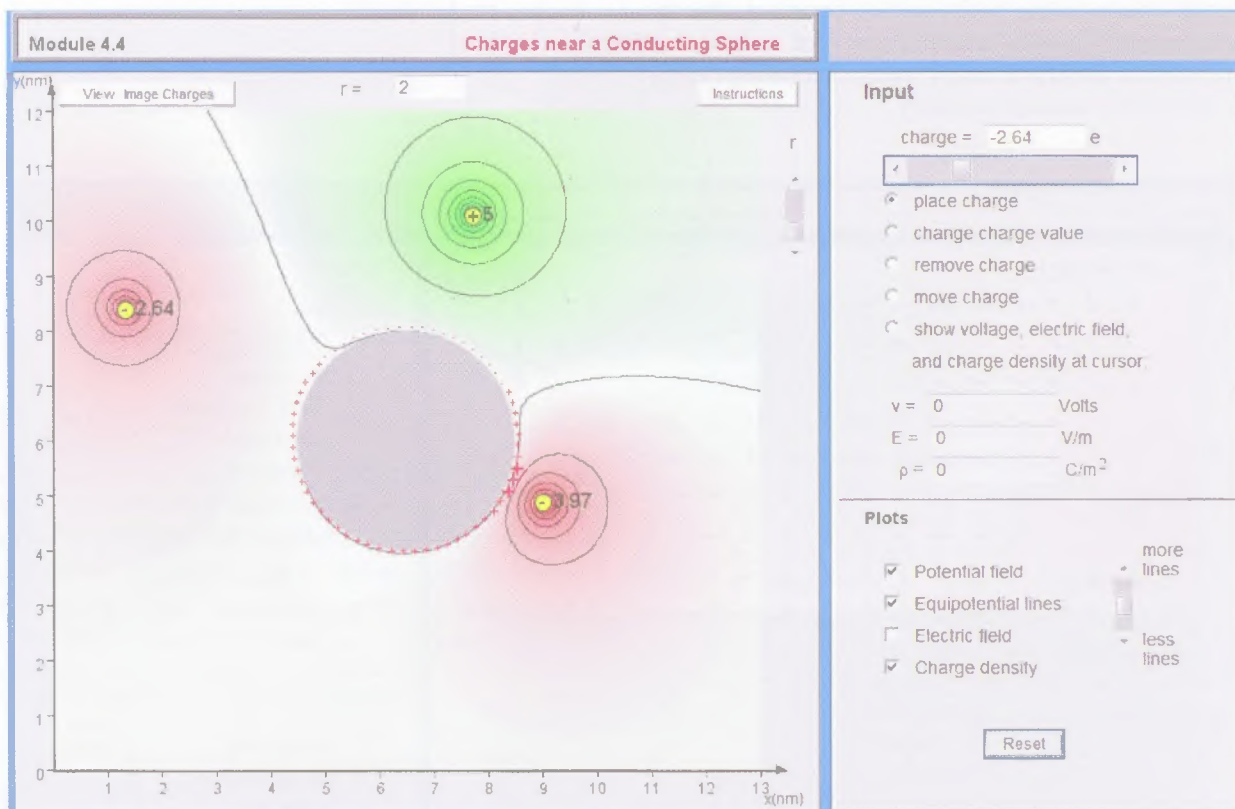 Module 4.4
Charges near a Conducting Sphere
y(nm)
View Image Charges
r = 2
Instructions
r
12
11
10
9
8
7
6
5
4
3
2
1
0
1 2 3 4 5 6 7 8 9 10 11 12 13
x(nm)
+ 5
-2.64
-3.97
Input
charge = -2.64 e
place charge
change charge value
remove charge
move charge
show voltage, electric field,
and charge density at cursor
v = 0 Volts
E = 0 V/m
ρ = 0 C/m²
Plots
Potential field
Equipotential lines
Electric field
Charge density
more
lines
less
lines
Reset